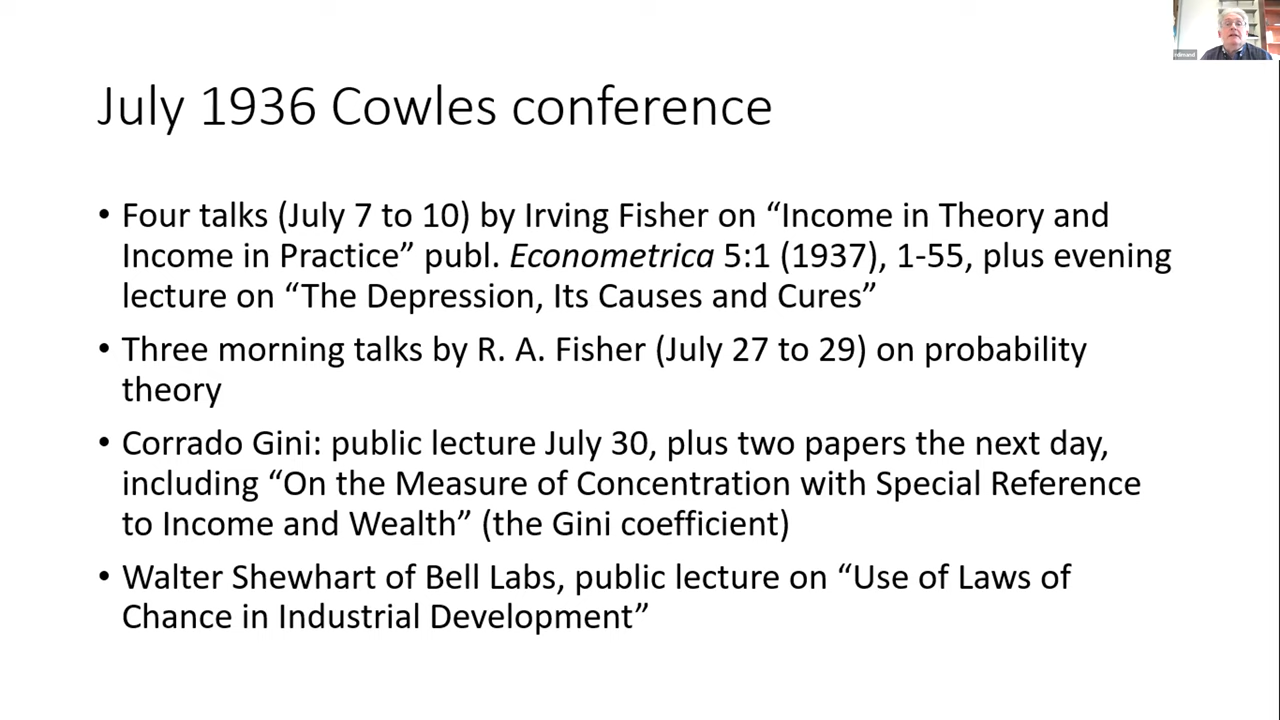 July 1936 Cowles conference
• Four talks (July 7 to 10) by Irving Fisher on “Income in Theory and
Income in Practice” publ. Econometrica 5:1 (1937), 1-55, plus evening
lecture on “The Depression, Its Causes and Cures”
• Three morning talks by R. A. Fisher (July 27 to 29) on probability
theory
• Corrado Gini: public lecture July 30, plus two papers the next day,
including “On the Measure of Concentration with Special Reference
to Income and Wealth” (the Gini coefficient)
• Walter Shewhart of Bell Labs, public lecture on “Use of Laws of
Chance in Industrial Development”